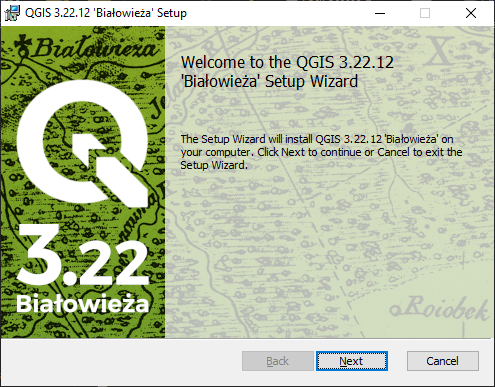 QGIS 3.22.12 'Białowieża' Setup
Białowieża
Welcome to the QGIS 3.22.12
'Białowieża' Setup Wizard
The Setup Wizard will install QGIS 3.22.12 'Białowieża' on
your computer. Click Next to continue or Cancel to exit the
Setup Wizard.
3.22
Białowieża
Roiobek
X
Back
Next
Cancel